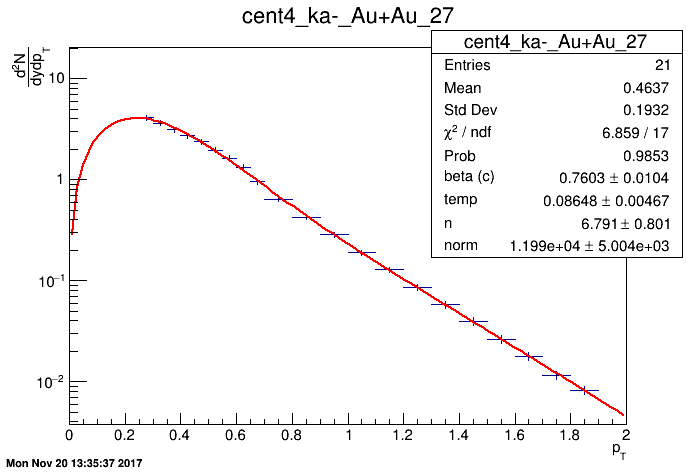 cent4_ka-_Au+Au_27
cent4_ka-_Au+Au_27
Entries 21
Mean 0.4637
Std Dev 0.1932
χ² / ndf 6.859 / 17
Prob 0.9853
beta (c) 0.7603 ± 0.0104
temp 0.08648 ± 0.00467
n 6.791 ± 0.801
norm 1.199e+04 ± 5.004e+03
d²N
dydp_T
10
1
10⁻¹
10⁻²
0 0.2 0.4 0.6 0.8 1 1.2 1.4 1.6 1.8 2
p_T
Mon Nov 20 13:35:37 2017